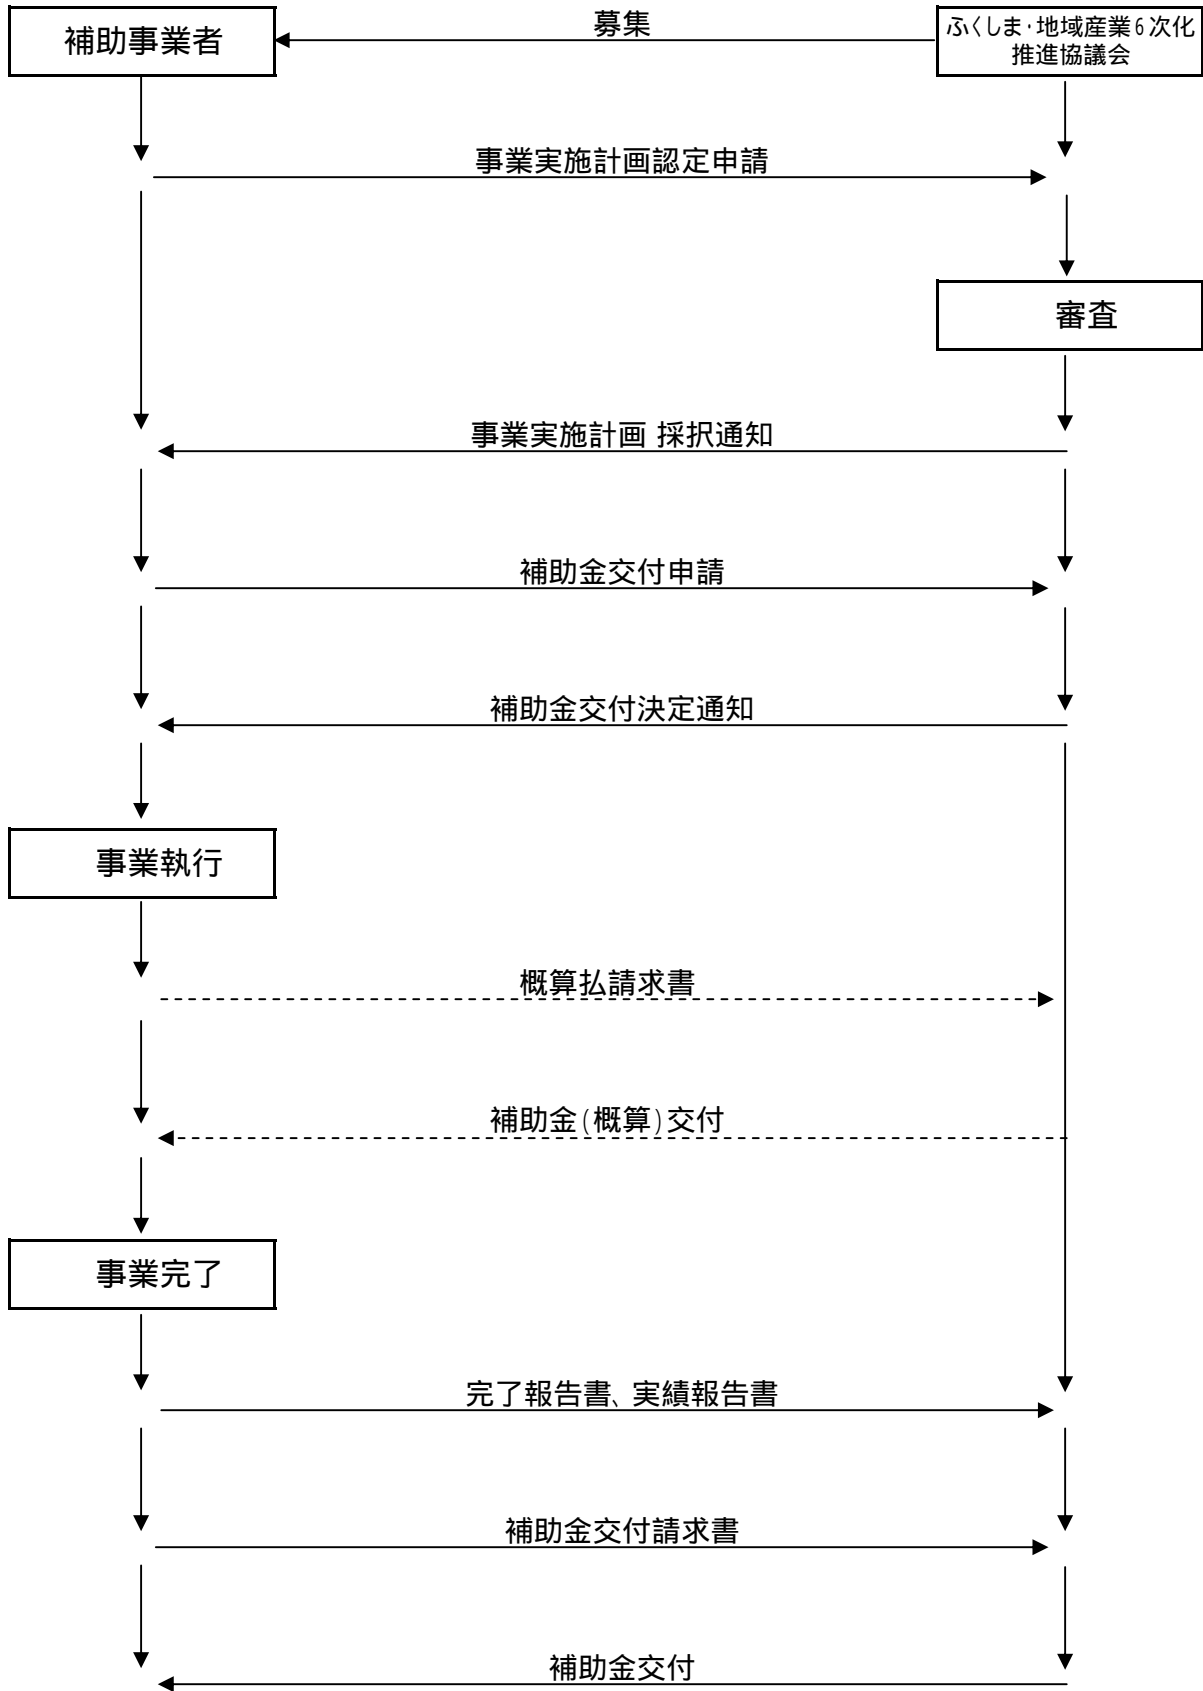 補助事業者
募集
ふくしま・地域産業6次化
推進協議会
事業実施計画認定申請
審査
事業実施計画 採択通知
補助金交付申請
補助金交付決定通知
事業執行
概算払請求書
補助金(概算)交付
事業完了
完了報告書、実績報告書
補助金交付請求書
補助金交付